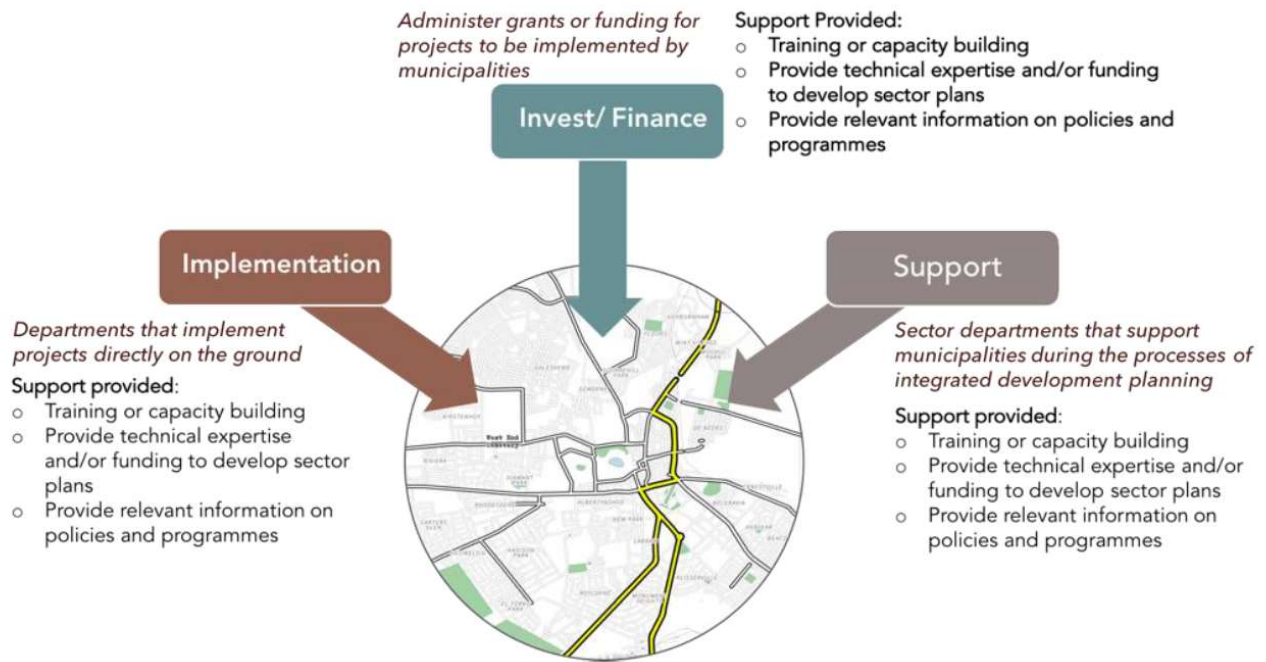 Administer grants or funding for
projects to be implemented by
municipalities
Invest/ Finance
Support Provided:
o Training or capacity building
o Provide technical expertise and/or funding
to develop sector plans
o Provide relevant information on policies and
programmes
Implementation
Departments that implement
projects directly on the ground
Support provided:
o Training or capacity building
o Provide technical expertise
and/or funding to develop sector
plans
o Provide relevant information on
policies and programmes
Support
Sector departments that support
municipalities during the processes of
integrated development planning
Support provided:
o Training or capacity building
o Provide technical expertise and/or
funding to develop sector plans
o Provide relevant information on
policies and programmes
West End